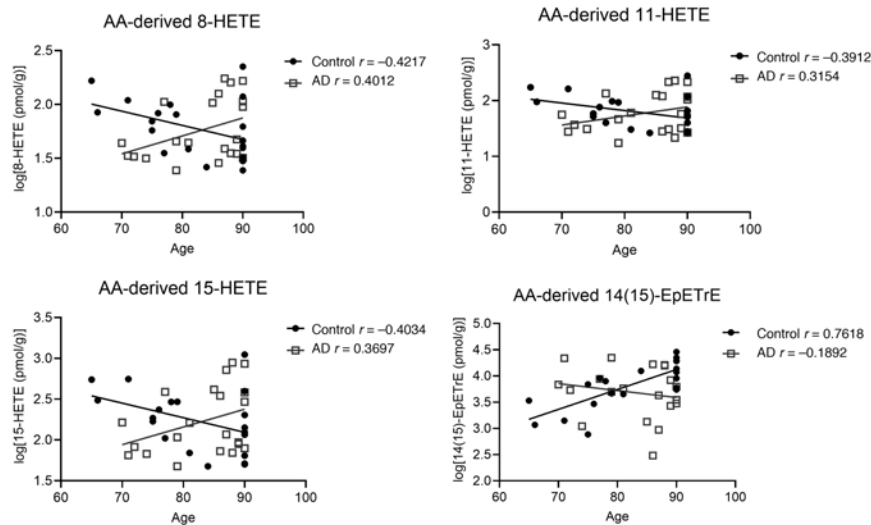 AA-derived 8-HETE
log[8-HETE (pmol/g)]
2.5
2.0
1.5
1.0
60
70
80
90
100
Age
Control r = −0.4217
AD r = 0.4012
AA-derived 11-HETE
log[11-HETE (pmol/g)]
3
2
1
0
60
70
80
90
100
Age
Control r = −0.3912
AD r = 0.3154
AA-derived 15-HETE
log[15-HETE (pmol/g)]
3.5
3.0
2.5
2.0
1.5
60
70
80
90
100
Age
Control r = −0.4034
AD r = 0.3697
AA-derived 14(15)-EpETrE
log[14(15)-EpETrE (pmol/g)]
5.0
4.5
4.0
3.5
3.0
2.5
2.0
60
70
80
90
100
Age
Control r = 0.7618
AD r = −0.1892